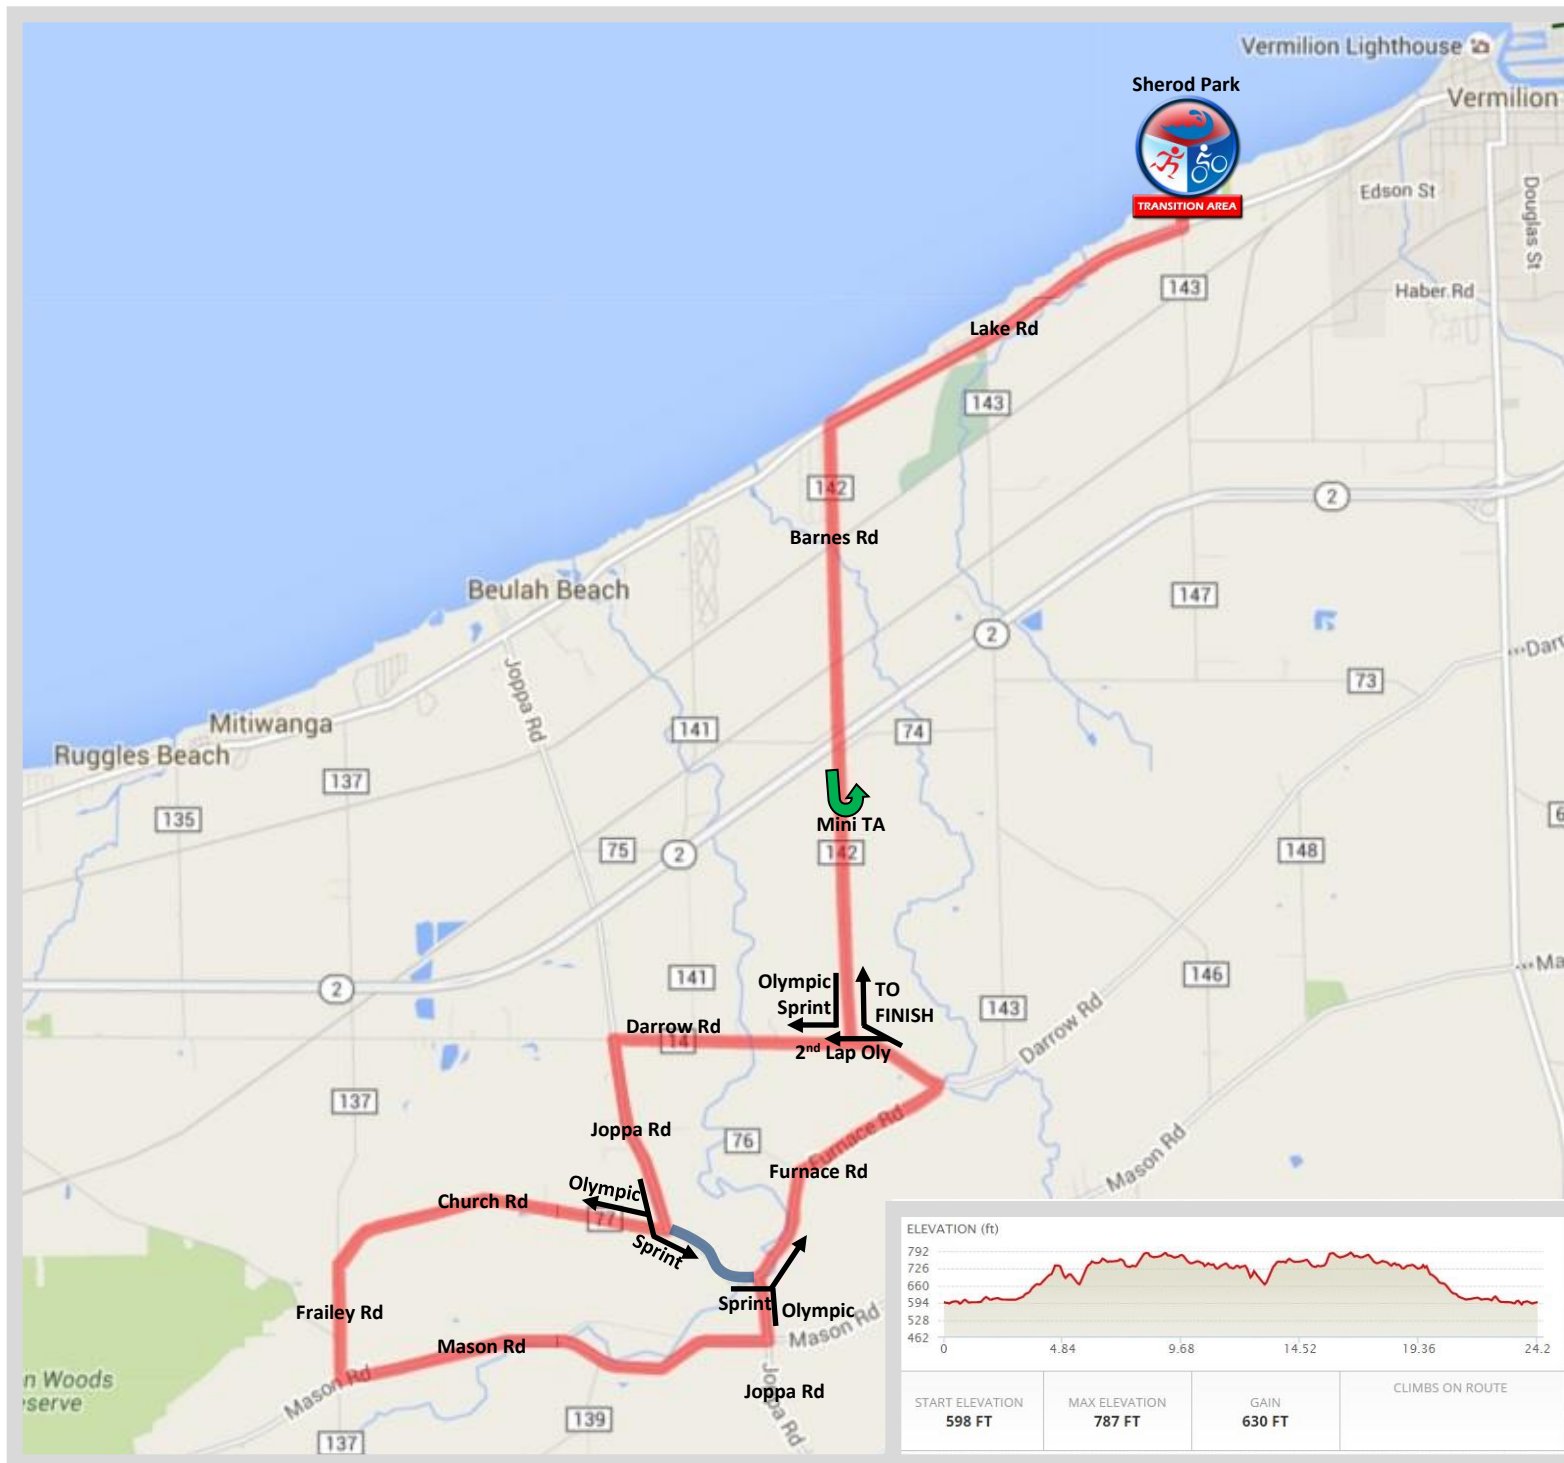 Vermilion Lighthouse
Sherod Park
Vermilion
TRANSITION AREA
Edson St
Douglas St
143
Haber Rd
Lake Rd
143
142
2
Barnes Rd
Beulah Beach
147
2
Joppa Rd
Darr
73
Mitiwanga
141
74
Ruggles Beach
137
135
Mini TA
6
75
2
142
148
Olympic
Sprint
TO
FINISH
2
141
146
Ma
143
Darrow Rd
Darrow Rd
14
2nd Lap Oly
137
Joppa Rd
76
Furnace Rd
Mason Rd
Furnace Rd
Olympic
Church Rd
77
Sprint
Frailey Rd
Sprint
Olympic
Mason Rd
Mason Rd
Mason Rd
n Woods
serve
Joppa Rd
Joppa Rd
139
137
ELEVATION (ft)
792
726
660
594
528
462
0 4.84 9.68 14.52 19.36 24.2
START ELEVATION MAX ELEVATION GAIN CLIMBS ON ROUTE
598 FT 787 FT 630 FT